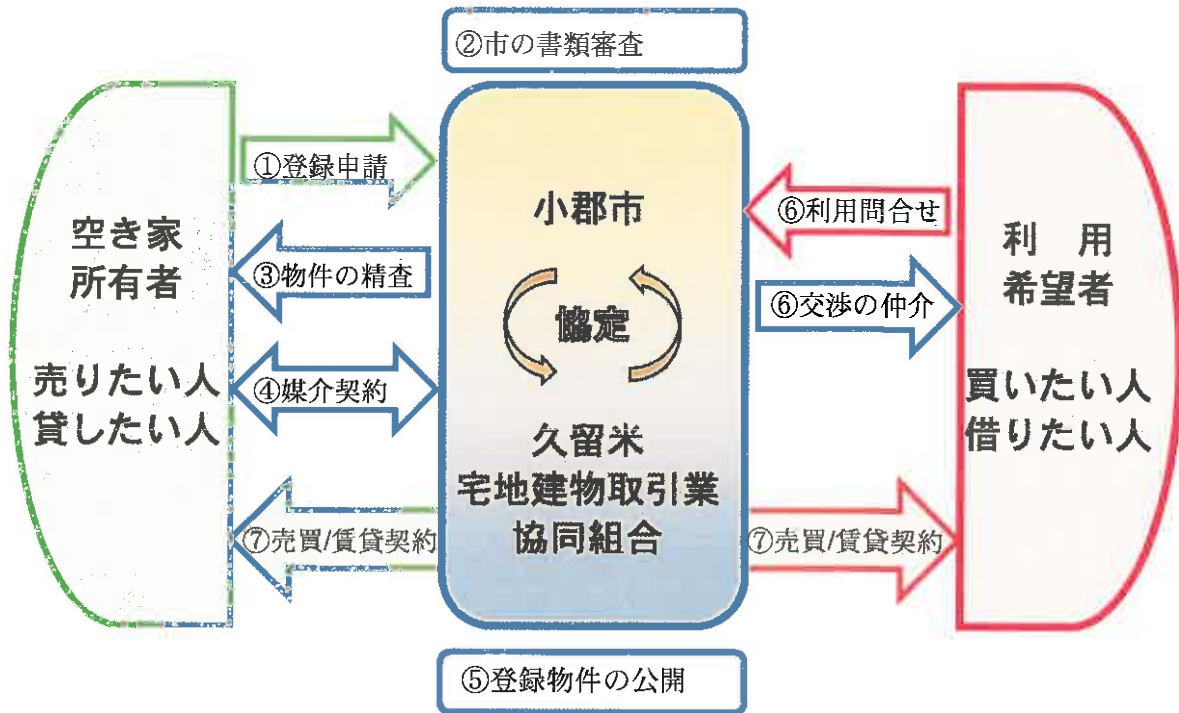 ②市の書類審査
①登録申請
空き家
所有者
③物件の精査
売りたい人
貸したい人
④媒介契約
⑦売買/賃貸契約
小郡市
協定
久留米
宅地建物取引業
協同組合
⑥利用問合せ
利　用
希望者
⑥交渉の仲介
買いたい人
借りたい人
⑦売買/賃貸契約
⑤登録物件の公開